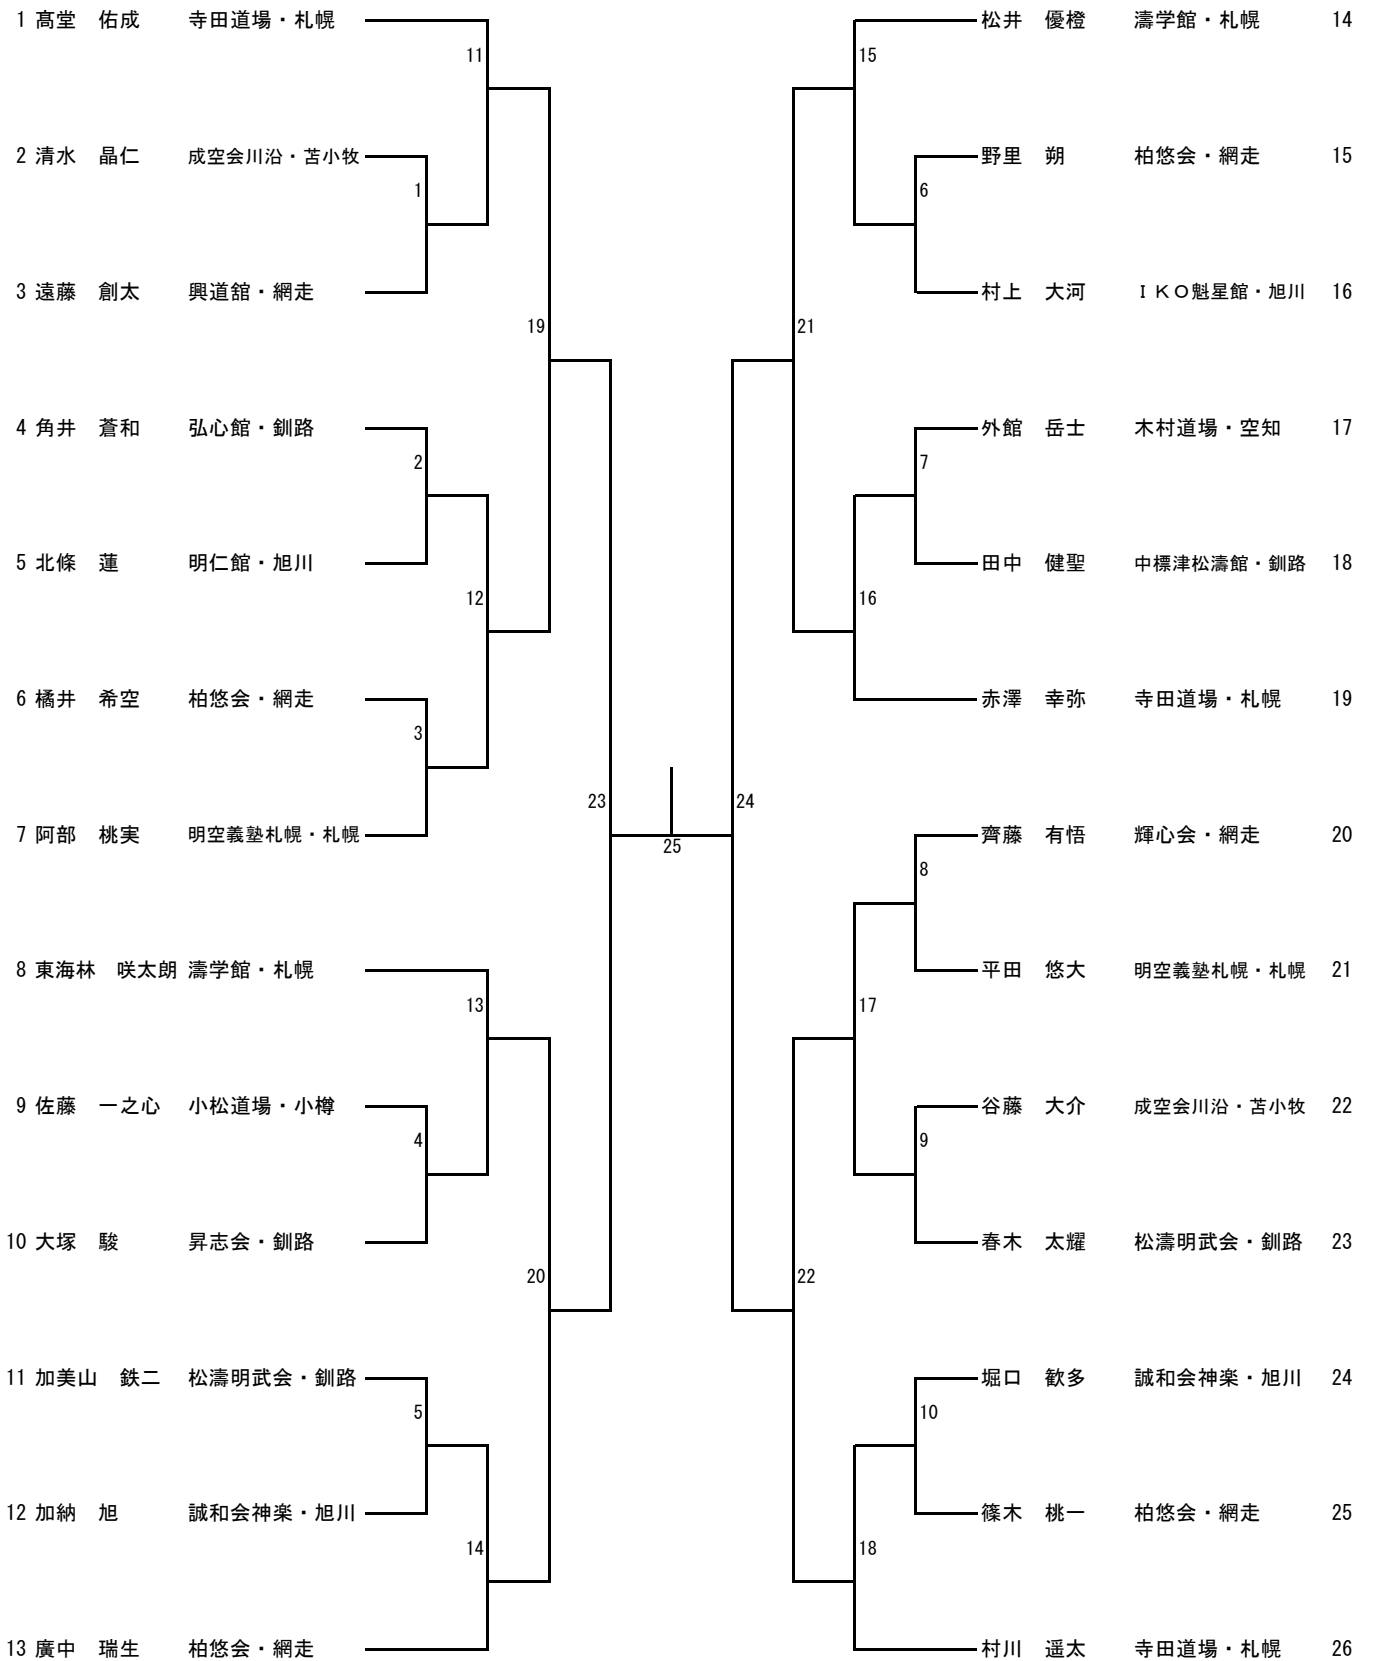 1 髙堂　佑成　寺田道場・札幌
11
2 清水　晶仁　成空会川沿・苫小牧
1
3 遠藤　創太　興道舘・網走
19
4 角井　蒼和　弘心館・釧路
2
5 北條　蓮　明仁館・旭川
12
6 橘井　希空　柏悠会・網走
3
23
7 阿部　桃実　明空義塾札幌・札幌
8 東海林　咲太朗 濤学館・札幌
13
9 佐藤　一之心　小松道場・小樽
4
10 大塚　駿　昇志会・釧路
20
11 加美山　鉄二　松濤明武会・釧路
5
12 加納　旭　誠和会神楽・旭川
14
13 廣中　瑞生　柏悠会・網走
25
松井　優橙　濤学館・札幌　14
15
野里　朔　柏悠会・網走　15
6
村上　大河　ＩＫＯ魁星館・旭川　16
21
外館　岳士　木村道場・空知　17
7
田中　健聖　中標津松濤館・釧路　18
16
赤澤　幸弥　寺田道場・札幌　19
24
齊藤　有悟　輝心会・網走　20
8
平田　悠大　明空義塾札幌・札幌　21
17
谷藤　大介　成空会川沿・苫小牧　22
9
春木　太耀　松濤明武会・釧路　23
22
堀口　歓多　誠和会神楽・旭川　24
10
篠木　桃一　柏悠会・網走　25
18
村川　遥太　寺田道場・札幌　26